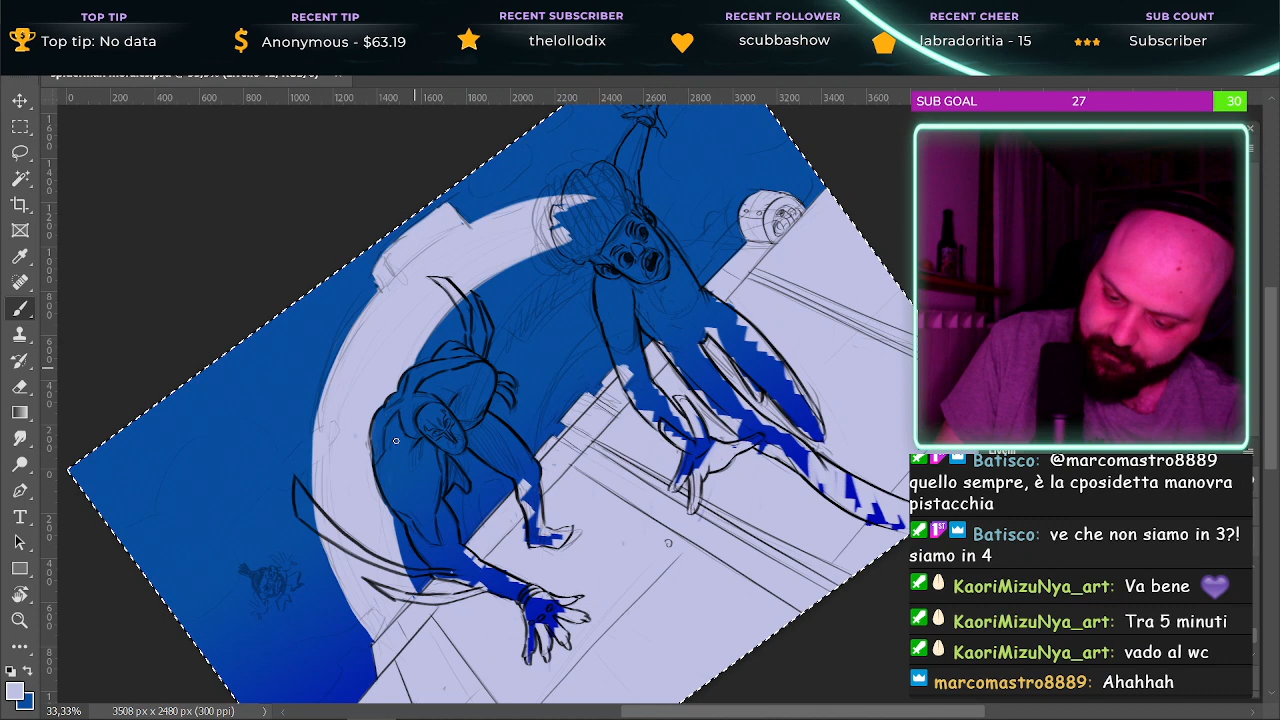 TOP TIP
Top tip: No data
RECENT TIP
Anonymous - $63.19
RECENT SUBSCRIBER
thelollodix
RECENT FOLLOWER
scubbashow
RECENT CHEER
labradoritia - 15
SUB COUNT
Subscriber
0 200 400 600 800 1000 1200 1400 1600 1800 2000 2200 2400 2600 2800 3000 3200 3400 3600
SUB GOAL 27 30
Batisco: @marcomastro8889
quello sempre, è la cposidetta manovra
pistacchia
Batisco: ve che non siamo in 3?!
siamo in 4
KaoriMizuNya_art: Va bene
KaoriMizuNya_art: Tra 5 minuti
KaoriMizuNya_art: vado al wc
marcomastro8889: Ahahhah
33,33% 3508 px x 2480 px (300 ppi)